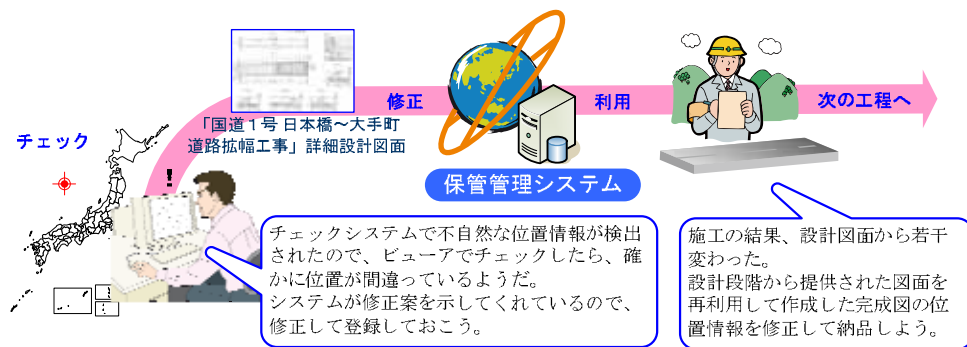 チェック
「国道１号 日本橋～大手町
道路拡幅工事」詳細設計図面
修正
保管管理システム
利用
次の工程へ
!!
チェックシステムで不自然な位置情報が検出
されたので、ビューアでチェックしたら、確
かに位置が間違っているようだ。
システムが修正案を示してくれているので、
修正して登録しておこう。
施工の結果、設計図面から若干
変わった。
設計段階から提供された図面を
再利用して作成した完成図の位
置情報を修正して納品しよう。